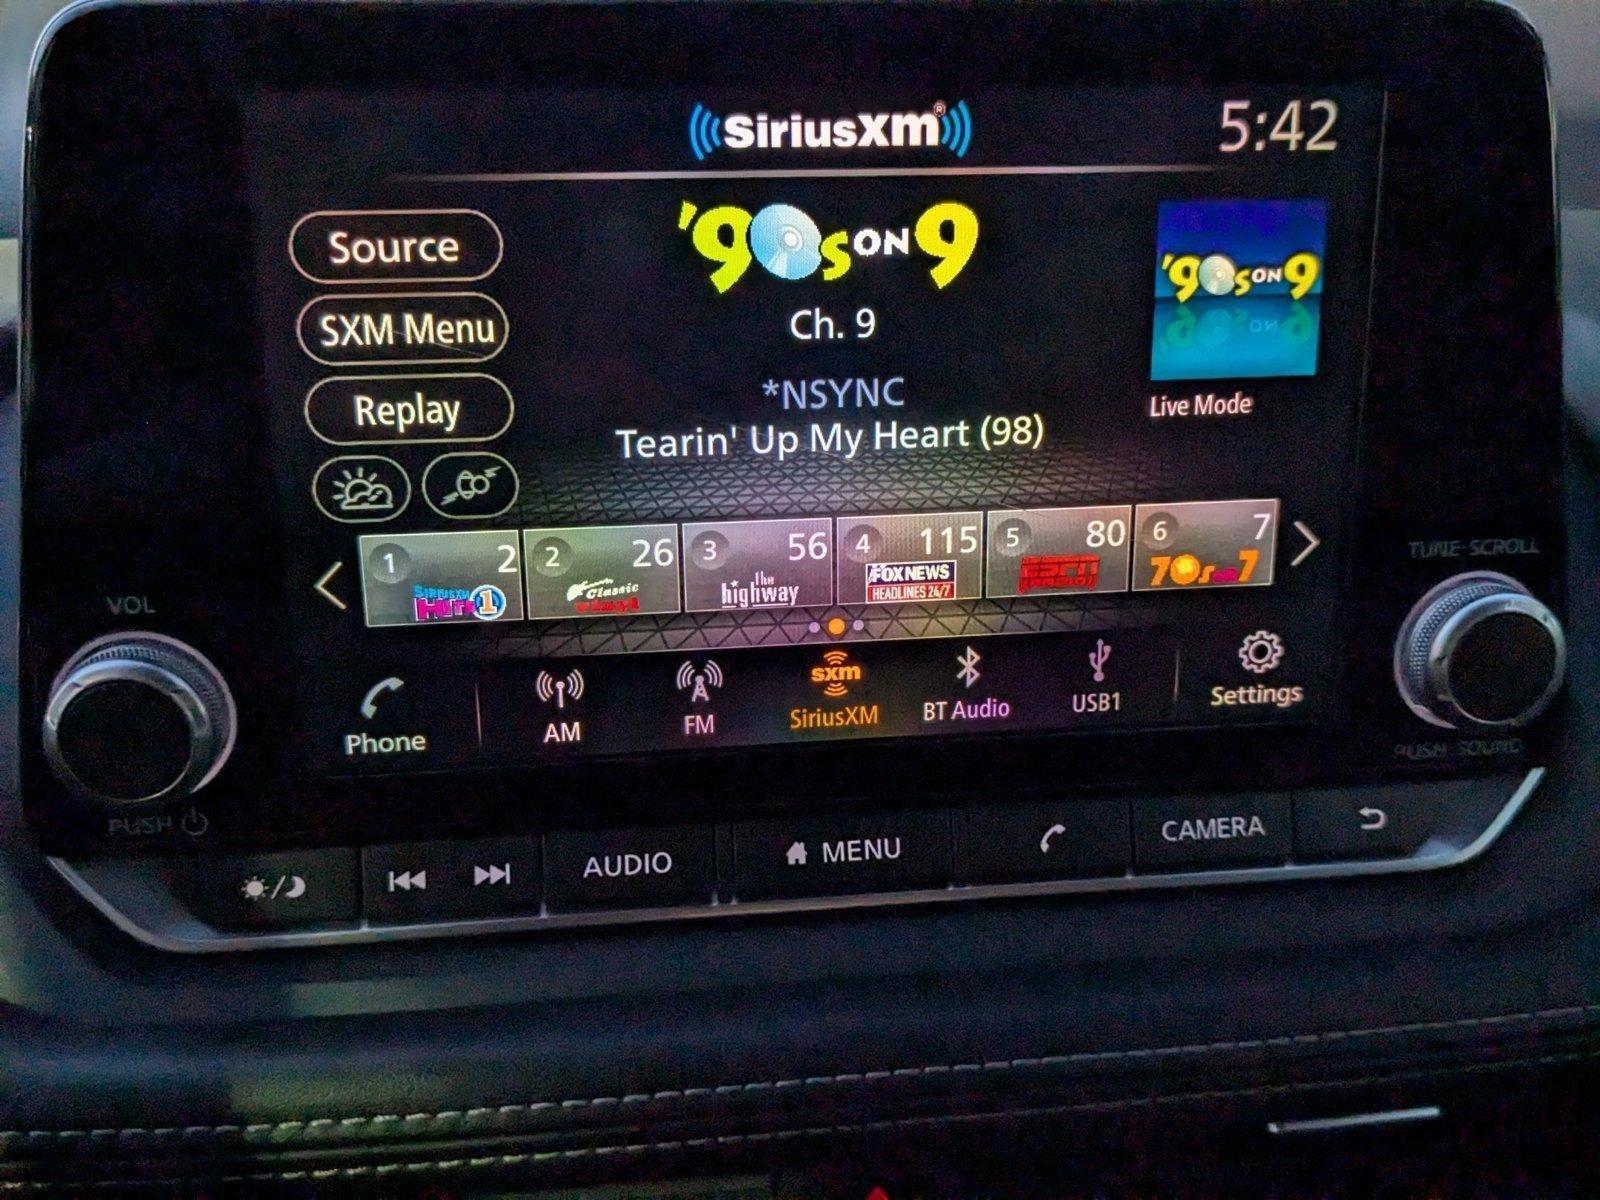 SiriusXM®
5:42
'90s ON 9
'90s ON 9
Source
SXM Menu
Replay
Ch. 9
*NSYNC
Tearin' Up My Heart (98)
Live Mode
1 2
SIRIUSXM
HITS 1
2 26
Classic
Vinyl
3 56
The
highway
4 115
FOX NEWS
HEADLINES 24/7
5 80
ESPN
RADIO
6 7
70s on 7
VOL
TUNE·SCROLL
Phone
AM
FM
sxm
SiriusXM
BT Audio
USB1
Settings
PUSH
PUSH SOUND
AUDIO
MENU
CAMERA